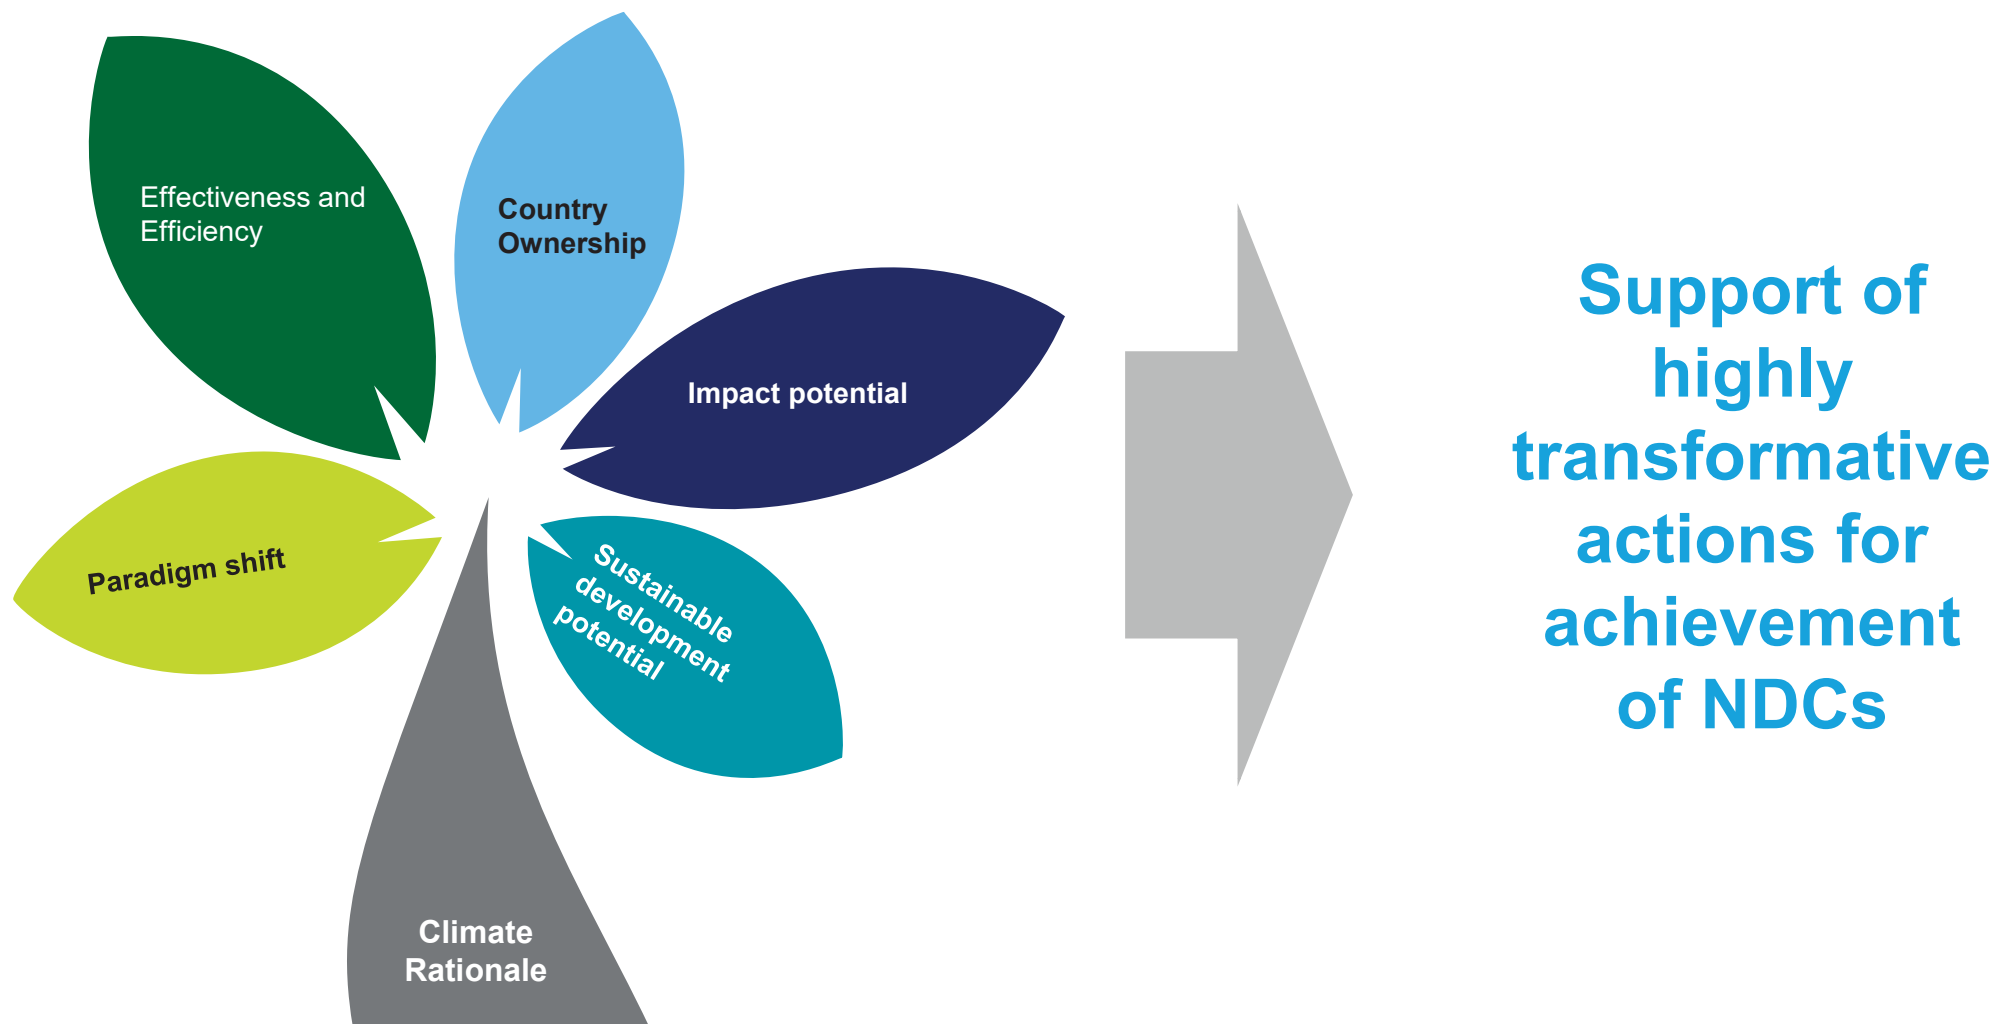 Effectiveness and
Efficiency
Country
Ownership
Impact potential
Paradigm shift
Sustainable
development
potential
Climate
Rationale
Support of
highly
transformative
actions for
achievement
of NDCs